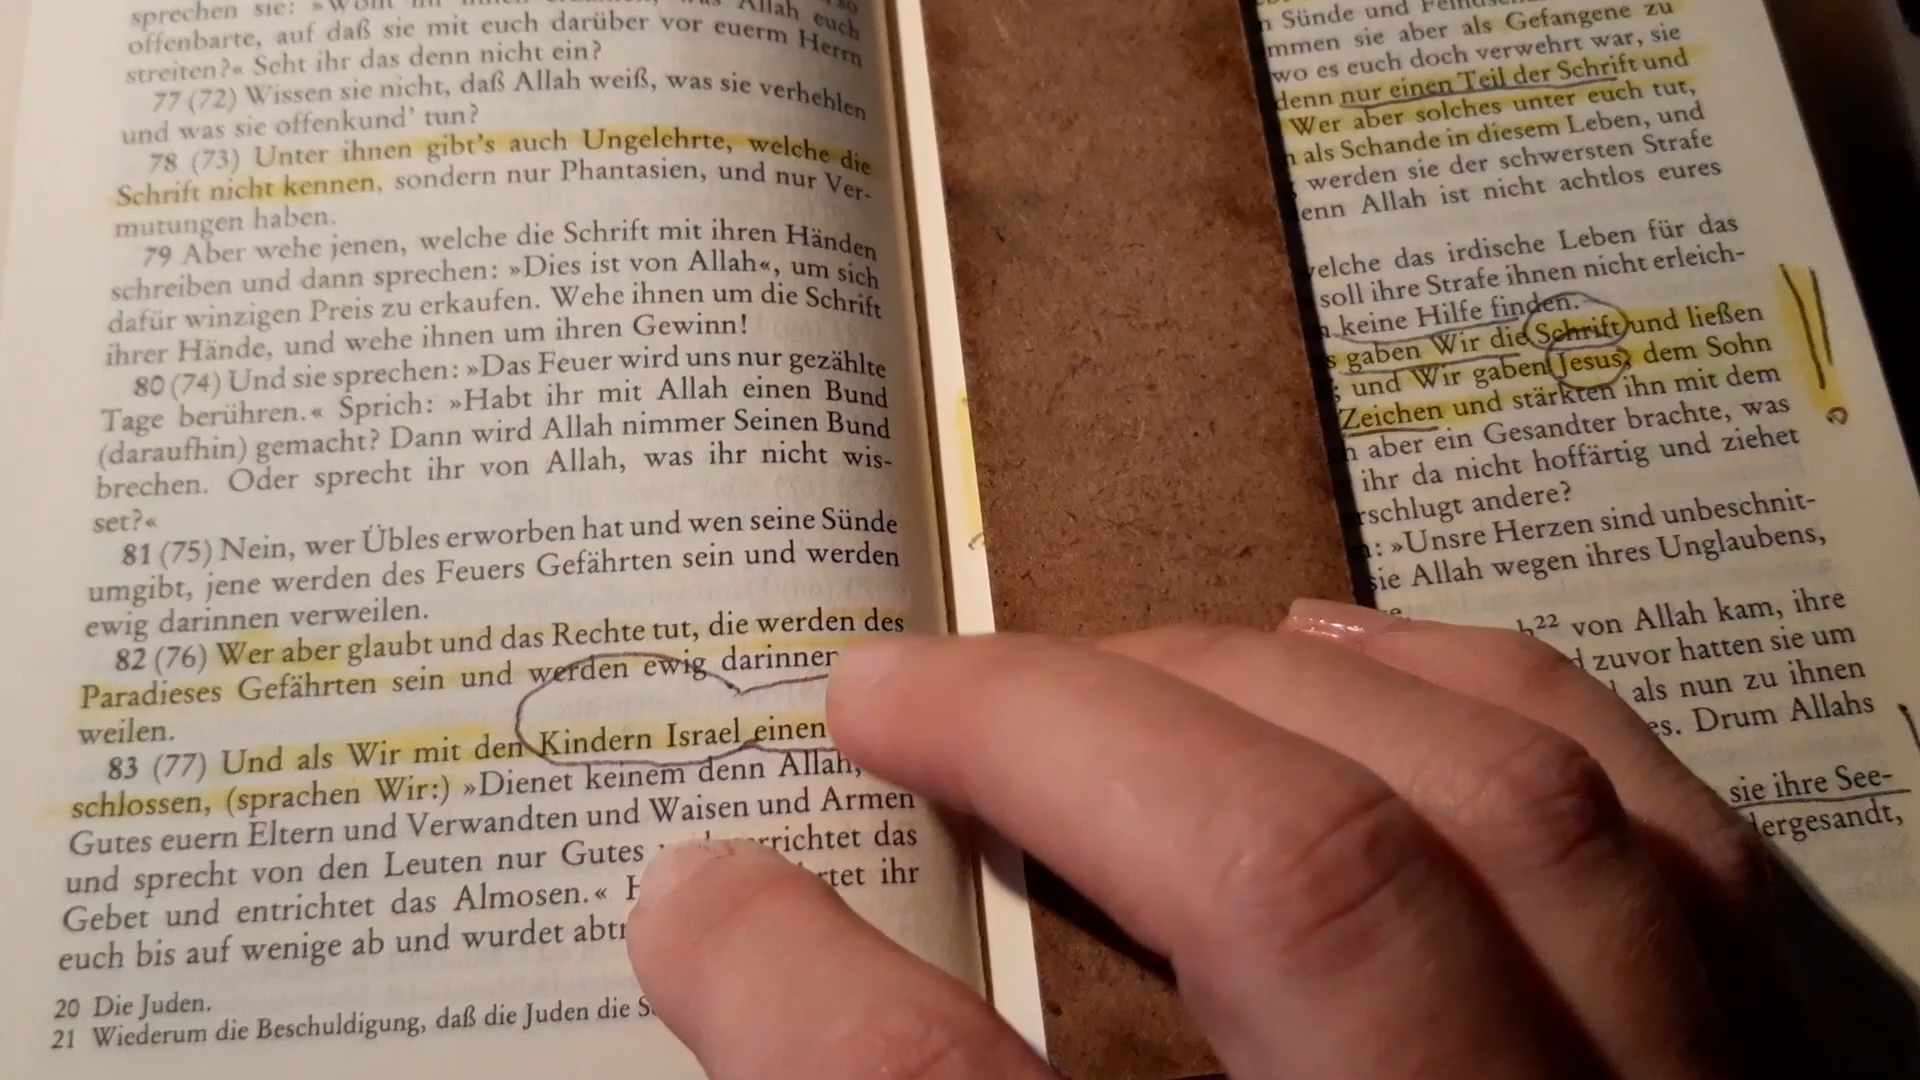 sprechen sie: »Wohl
offenbarte, auf daß sie mit euch darüber vor euerm Herrn
streiten?« Seht ihr das denn nicht ein?
77 (72) Wissen sie nicht, daß Allah weiß, was sie verhehlen
und was sie offenkund' tun?
78 (73) Unter ihnen gibt's auch Ungelehrte, welche die
Schrift nicht kennen, sondern nur Phantasien, und nur Ver-
mutungen haben.
79 Aber wehe jenen, welche die Schrift mit ihren Händen
schreiben und dann sprechen: »Dies ist von Allah«, um sich
dafür winzigen Preis zu erkaufen. Wehe ihnen um die Schrift
ihrer Hände, und wehe ihnen um ihren Gewinn!
80 (74) Und sie sprechen: »Das Feuer wird uns nur gezählte
Tage berühren.« Sprich: »Habt ihr mit Allah einen Bund
(daraufhin) gemacht? Dann wird Allah nimmer Seinen Bund
brechen. Oder sprecht ihr von Allah, was ihr nicht wis-
set?«
81 (75) Nein, wer Übles erworben hat und wen seine Sünde
umgibt, jene werden des Feuers Gefährten sein und werden
ewig darinnen verweilen.
82 (76) Wer aber glaubt und das Rechte tut, die werden des
Paradieses Gefährten sein und werden ewig
weilen.
83 (77) Und als Wir mit den Kindern Israel einen
schlossen, (sprachen Wir:) »Dienet keinem denn Allah,
Gutes euern Eltern und Verwandten und Waisen und Armen
und sprecht von den Leuten nur Gutes das
Gebet und entrichtet das Almosen.« ihr
euch bis auf wenige ab und wurdet
20 Die Juden.
21 Wiederum die Beschuldigung, daß die Juden die
Sünde und
sie aber als Gefangene zu
wo es euch doch verwehrt war, sie
denn nur einen Teil der Schrift und
Wer aber solches unter euch tut,
als Schande in diesem Leben, und
werden sie der schwersten Strafe
denn Allah ist nicht achtlos eures
welche das irdische Leben für das
soll ihre Strafe ihnen nicht erleich-
keine Hilfe finden.
gaben Wir die Schrift und ließen
und Wir gaben Jesus, dem Sohn
Zeichen und stärkten ihn mit dem
aber ein Gesandter brachte, was
ihr da nicht hoffärtig und ziehet
erschlugt andere?
»Unsre Herzen sind unbeschnit-
sie Allah wegen ihres Unglaubens,
22 von Allah kam, ihre
zuvor hatten sie um
als nun zu ihnen
es. Drum Allahs
sie ihre See-